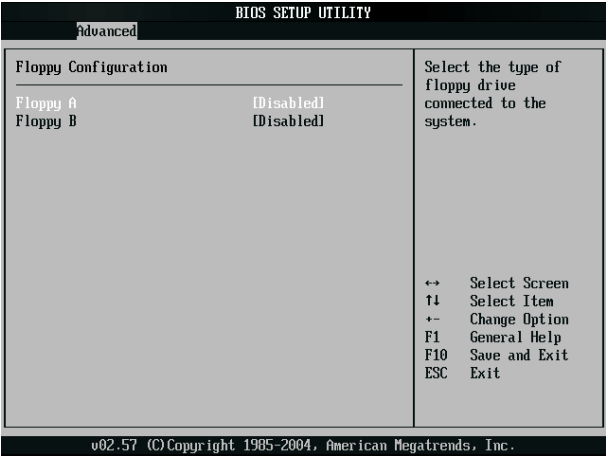 BIOS SETUP UTILITY
Advanced
Floppy Configuration
Floppy A [Disabled]
Floppy B [Disabled]
Select the type of
floppy drive
connected to the
system.
↔ Select Screen
↑↓ Select Item
+- Change Option
F1 General Help
F10 Save and Exit
ESC Exit
v02.57 (C)Copyright 1985-2004, American Megatrends, Inc.